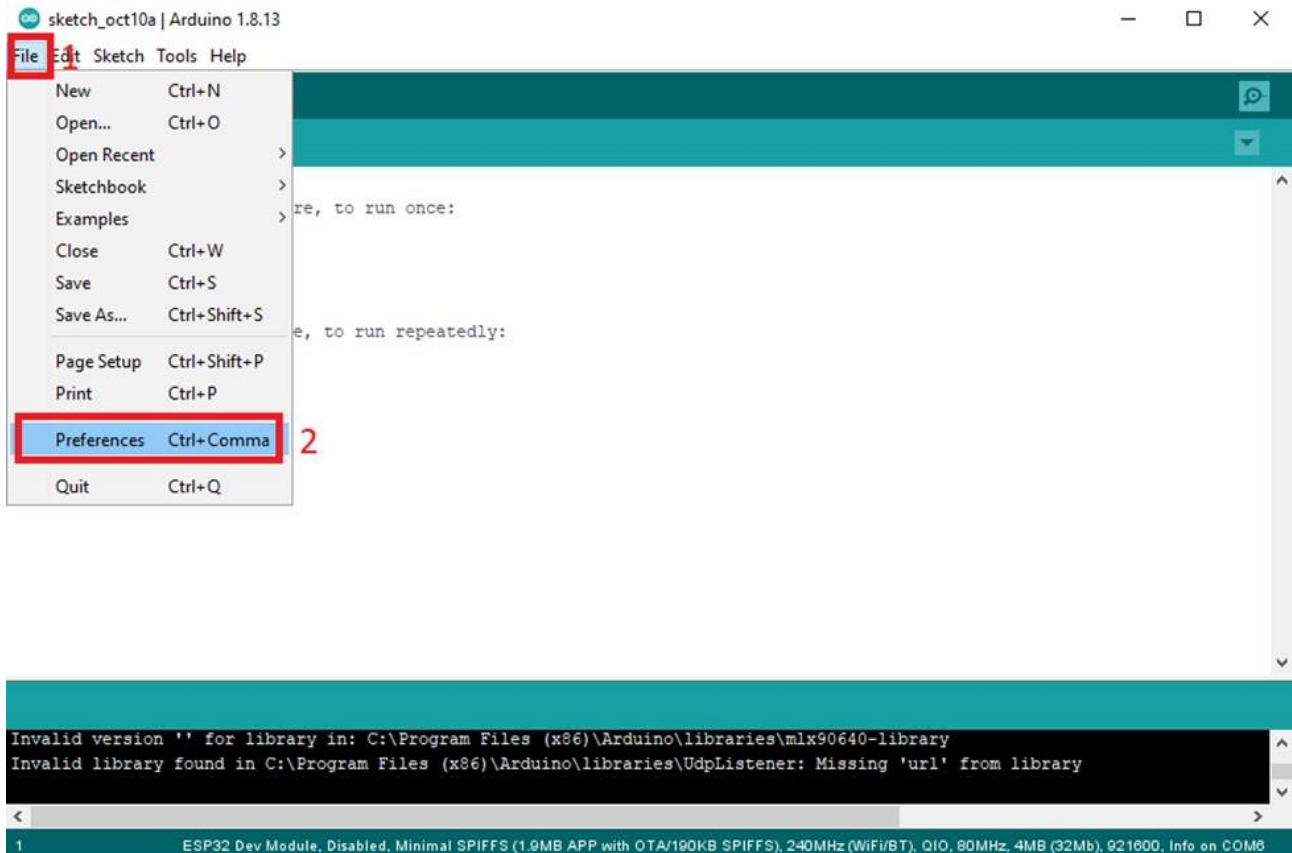 sketch_oct10a | Arduino 1.8.13
File Edit Sketch Tools Help
1
New Ctrl+N
Open... Ctrl+O
Open Recent
Sketchbook
re, to run once:
Examples
Close Ctrl+W
Save Ctrl+S
Save As... Ctrl+Shift+S
e, to run repeatedly:
Page Setup Ctrl+Shift+P
Print Ctrl+P
Preferences Ctrl+Comma 2
Quit Ctrl+Q
Invalid version '' for library in: C:\Program Files (x86)\Arduino\libraries\mlx90640-library
Invalid library found in C:\Program Files (x86)\Arduino\libraries\UdpListener: Missing 'url' from library
1 ESP32 Dev Module, Disabled, Minimal SPIFFS (1.9MB APP with OTA/190KB SPIFFS), 240MHz (WiFi/BT), QIO, 80MHz, 4MB (32Mb), 921600, Info on COM6